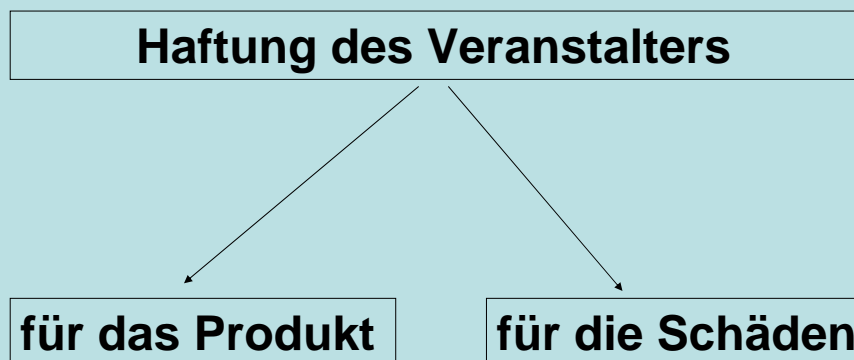 Haftung des Veranstalters
für das Produkt
für die Schäden